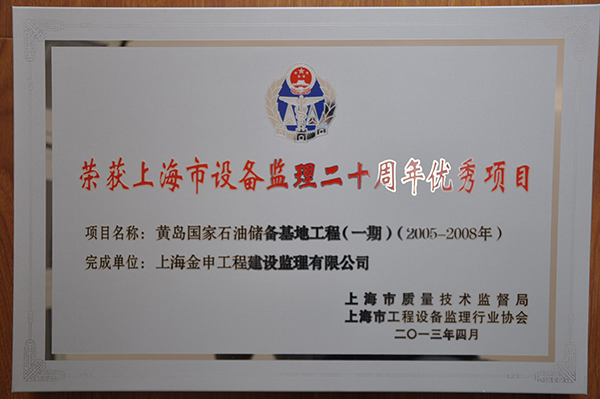 荣获上海市设备监理二十周年优秀项目
项目名称：黄岛国家石油储备基地工程(一期)(2005-2008年)
完成单位：上海金申工程建设监理有限公司
上海市质量技术监督局
上海市工程设备监理行业协会
二〇一三年四月